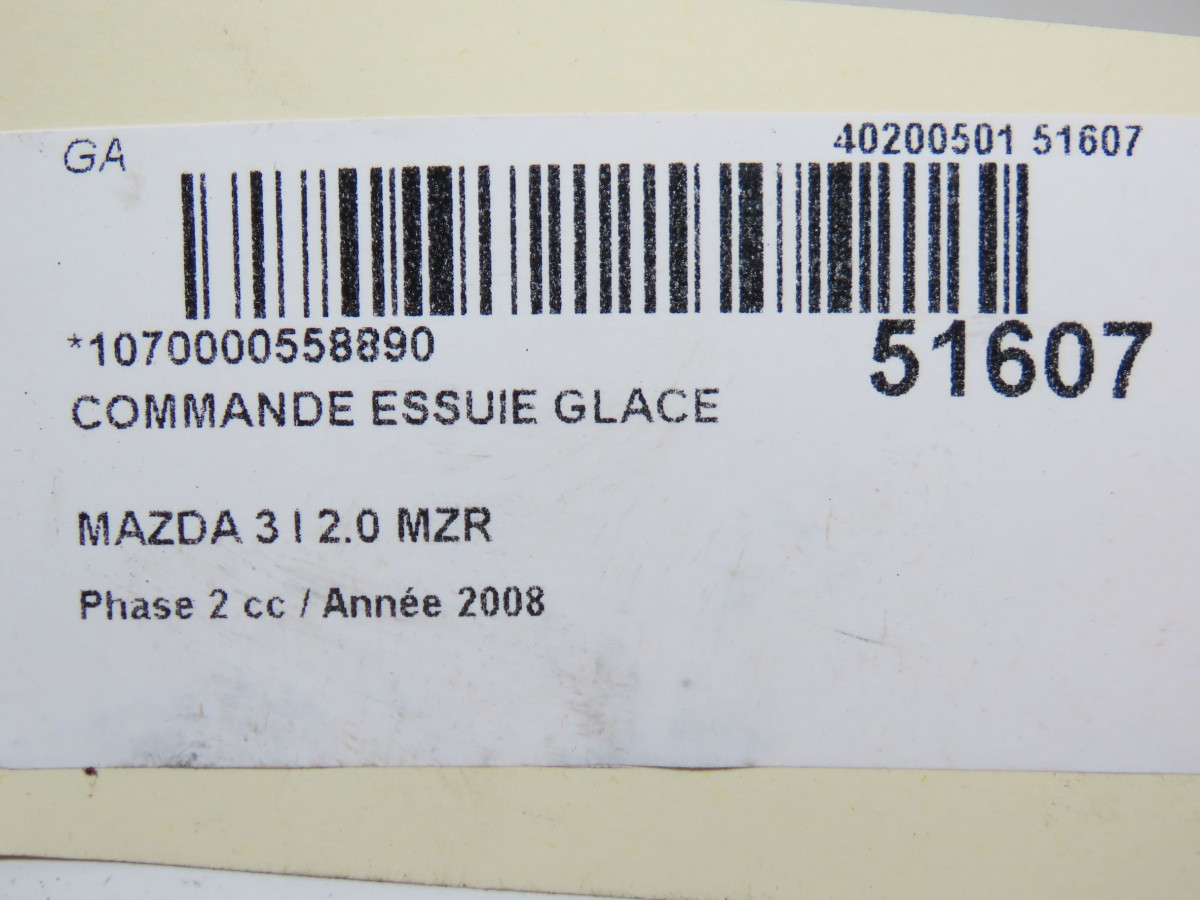 GA
40200501 51607
*1070000558890
51607
COMMANDE ESSUIE GLACE
MAZDA 3 I 2.0 MZR
Phase 2 cc / Année 2008